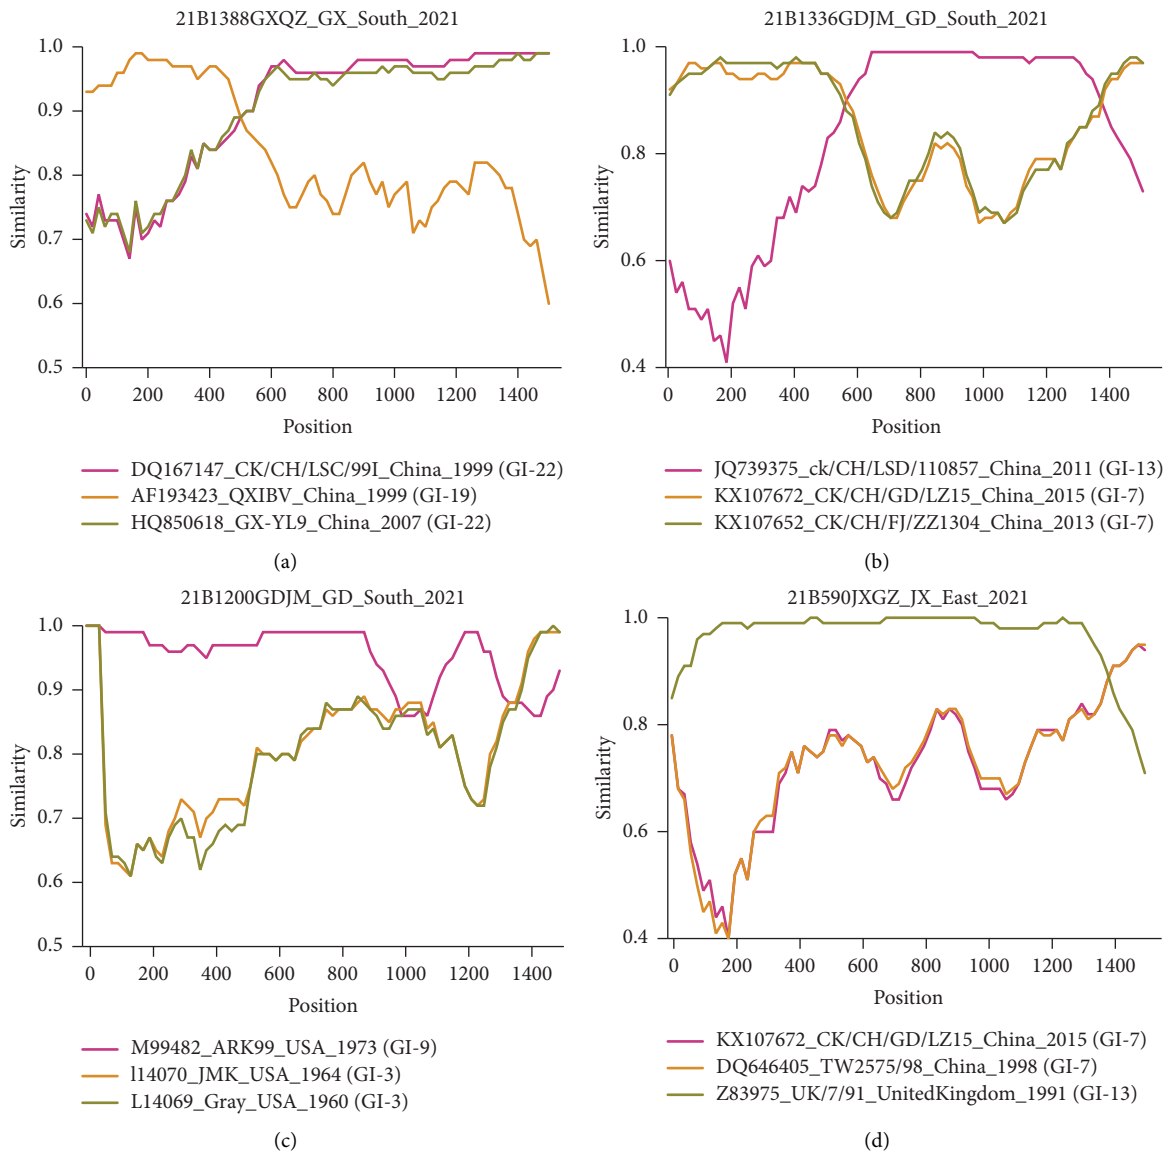 21B1388GXQZ_GX_South_2021
1.0
0.9
0.8
0.7
0.6
0.5
Similarity
0 200 400 600 800 1000 1200 1400
Position
DQ167147_CK/CH/LSC/99I_China_1999 (GI-22)
AF193423_QXIBV_China_1999 (GI-19)
HQ850618_GX-YL9_China_2007 (GI-22)
(a)
21B1336GDJM_GD_South_2021
1.0
0.8
0.6
0.4
Similarity
0 200 400 600 800 1000 1200 1400
Position
JQ739375_ck/CH/LSD/110857_China_2011 (GI-13)
KX107672_CK/CH/GD/LZ15_China_2015 (GI-7)
KX107652_CK/CH/FJ/ZZ1304_China_2013 (GI-7)
(b)
21B1200GDJM_GD_South_2021
1.0
0.9
0.8
0.7
0.6
0.5
Similarity
0 200 400 600 800 1000 1200 1400
Position
M99482_ARK99_USA_1973 (GI-9)
l14070_JMK_USA_1964 (GI-3)
L14069_Gray_USA_1960 (GI-3)
(c)
21B590JXGZ_JX_East_2021
1.0
0.8
0.6
0.4
Similarity
0 200 400 600 800 1000 1200 1400
Position
KX107672_CK/CH/GD/LZ15_China_2015 (GI-7)
DQ646405_TW2575/98_China_1998 (GI-7)
Z83975_UK/7/91_UnitedKingdom_1991 (GI-13)
(d)